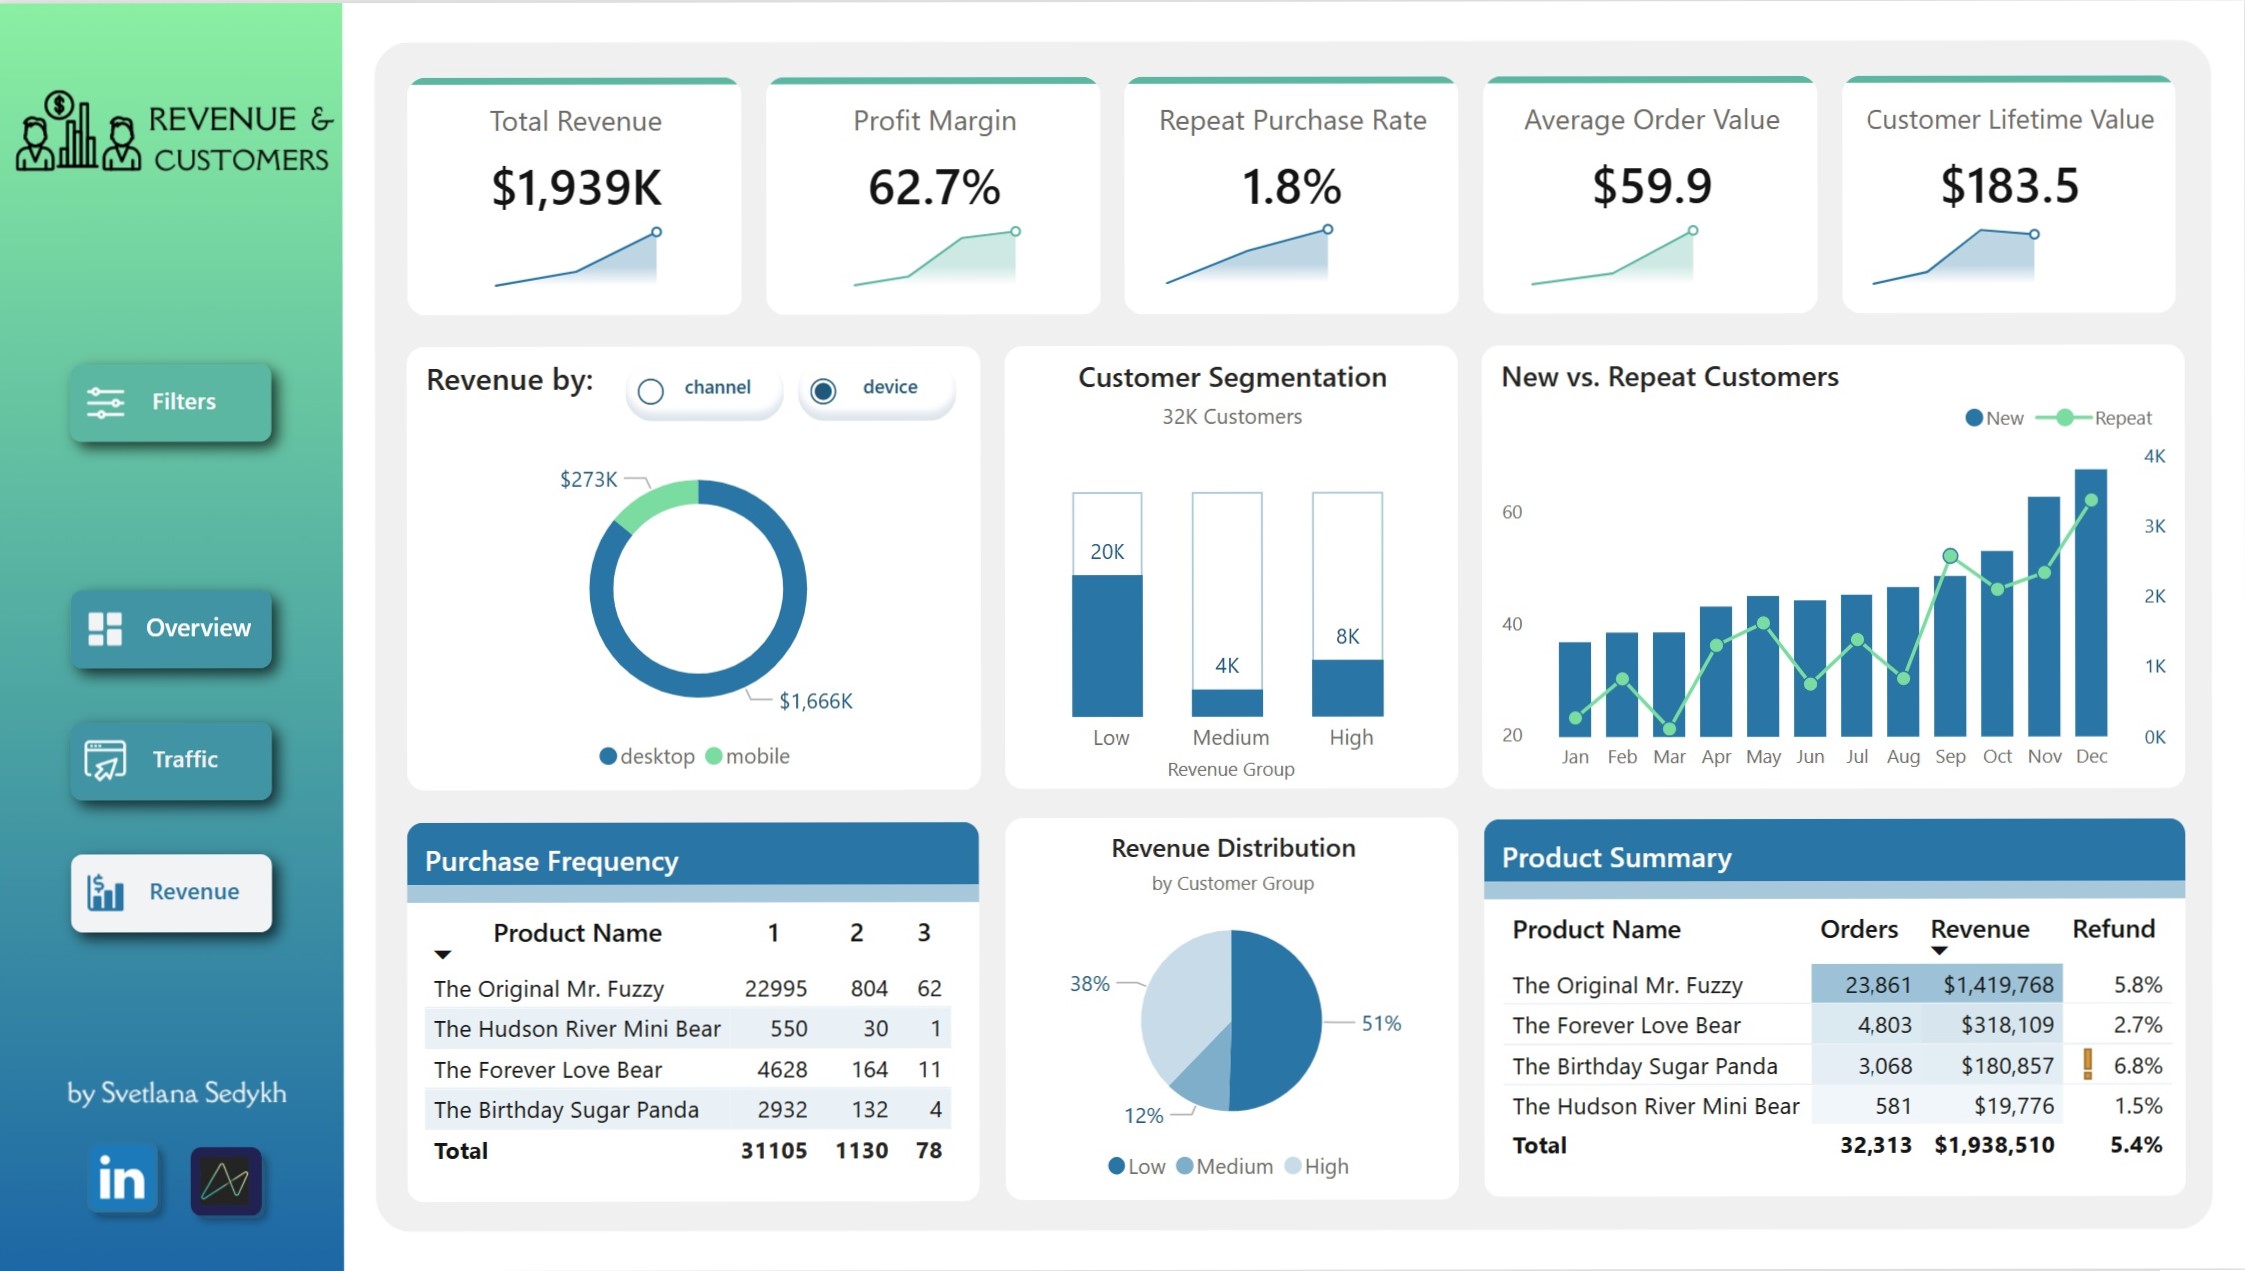 REVENUE &
CUSTOMERS
Filters
Overview
Traffic
Revenue
by Svetlana Sedykh
in
Total Revenue
$1,939K
Profit Margin
62.7%
Repeat Purchase Rate
1.8%
Average Order Value
$59.9
Customer Lifetime Value
$183.5
Revenue by: channel device
$273K
$1,666K
desktop mobile
Customer Segmentation
32K Customers
20K
4K
8K
Low Medium High
Revenue Group
New vs. Repeat Customers
New Repeat
4K
60
3K
2K
40
1K
20
0K
Jan Feb Mar Apr May Jun Jul Aug Sep Oct Nov Dec
Purchase Frequency
Product Name 1 2 3
The Original Mr. Fuzzy 22995 804 62
The Hudson River Mini Bear 550 30 1
The Forever Love Bear 4628 164 11
The Birthday Sugar Panda 2932 132 4
Total 31105 1130 78
Revenue Distribution
by Customer Group
38%
51%
12%
Low Medium High
Product Summary
Product Name Orders Revenue Refund
The Original Mr. Fuzzy 23,861 $1,419,768 5.8%
The Forever Love Bear 4,803 $318,109 2.7%
The Birthday Sugar Panda 3,068 $180,857 6.8%
The Hudson River Mini Bear 581 $19,776 1.5%
Total 32,313 $1,938,510 5.4%